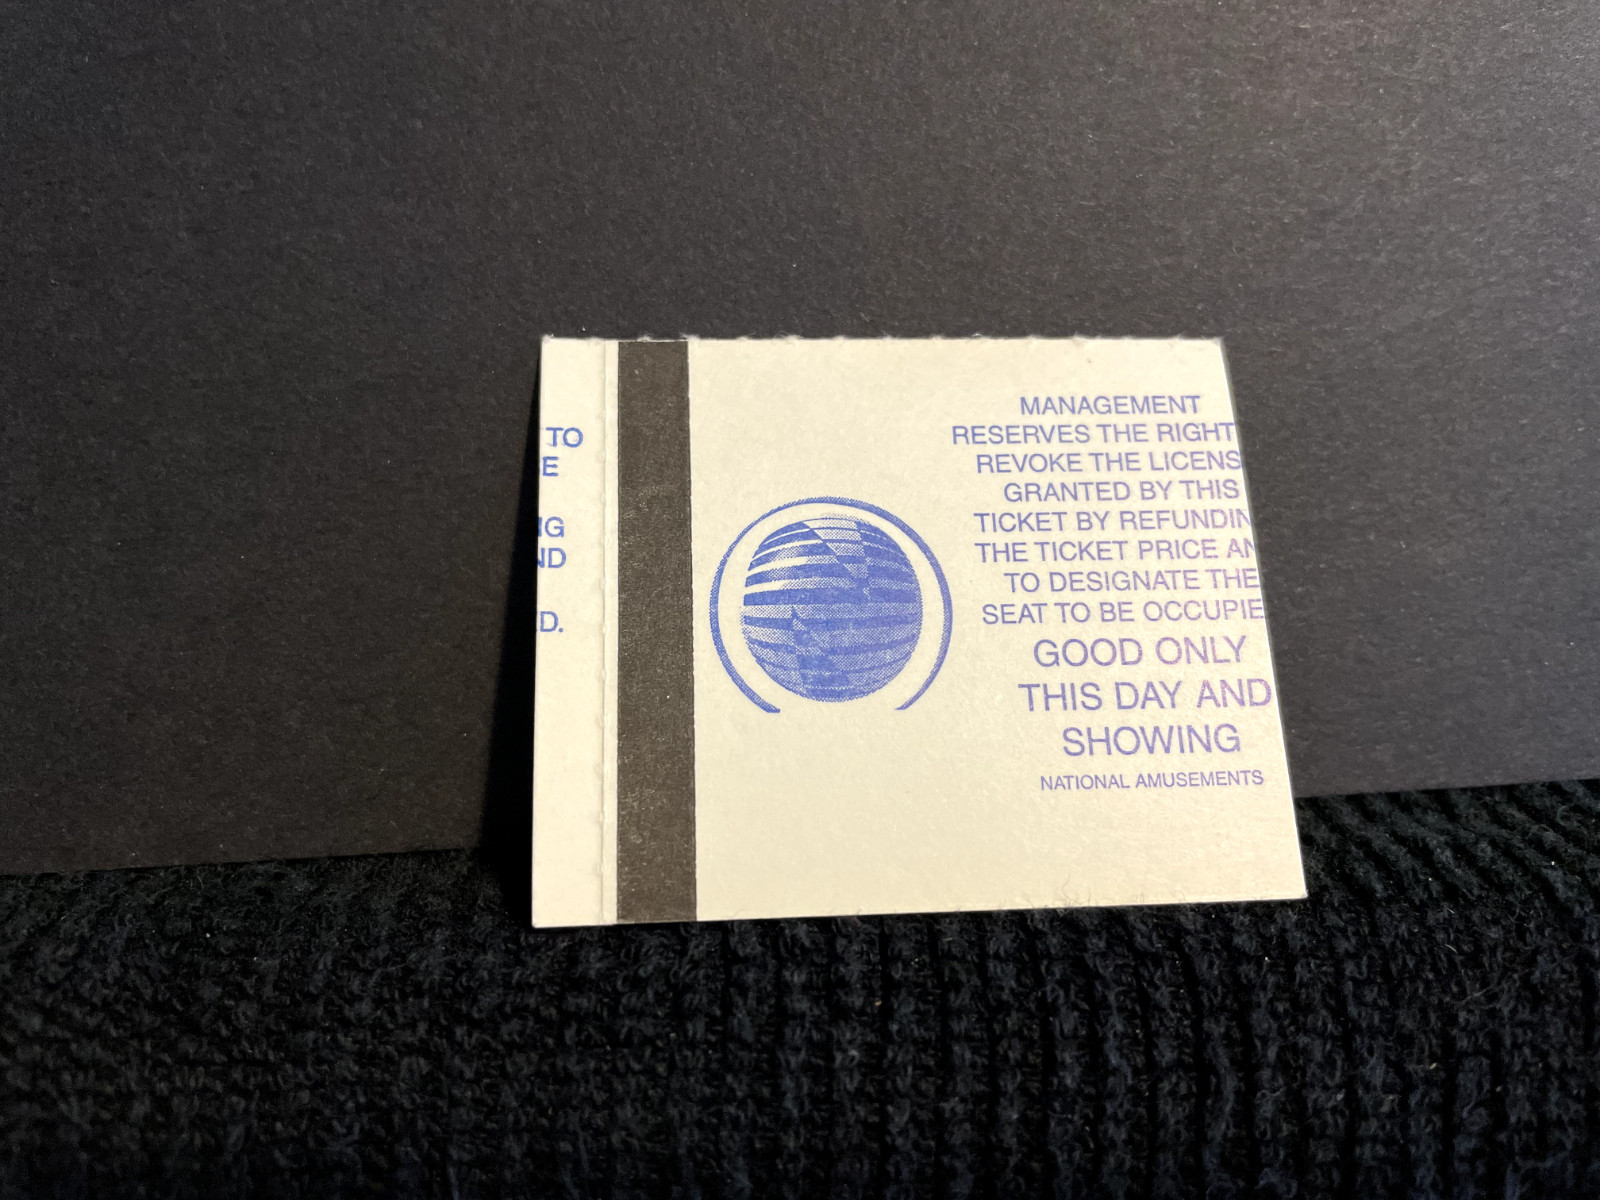 TO
E
NG
ND
D.
MANAGEMENT
RESERVES THE RIGHT
REVOKE THE LICENS
GRANTED BY THIS
TICKET BY REFUNDIN
THE TICKET PRICE AN
TO DESIGNATE THE
SEAT TO BE OCCUPIE
GOOD ONLY
THIS DAY AND
SHOWING
NATIONAL AMUSEMENTS